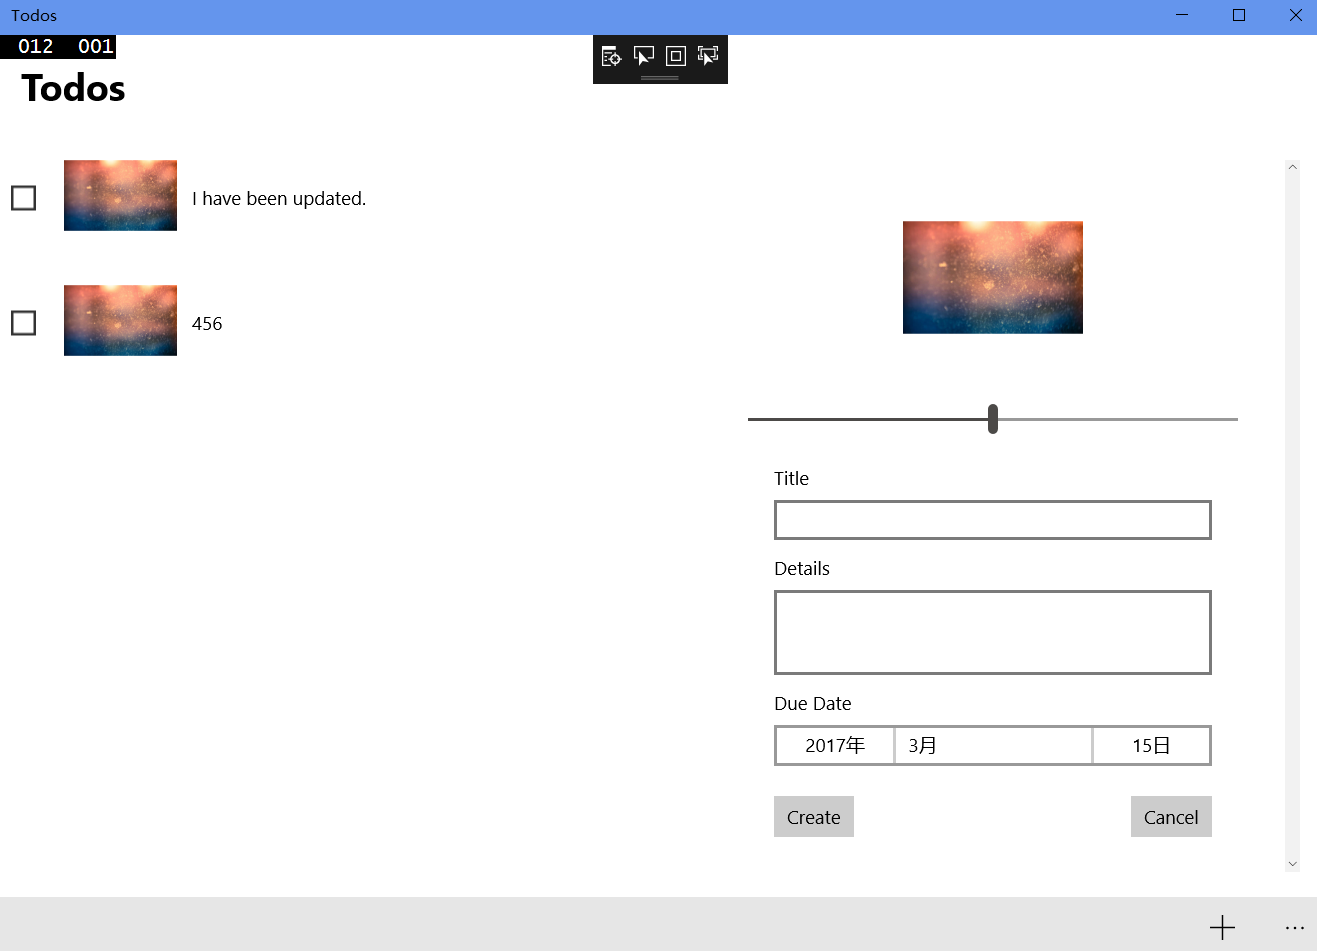 Todos
012 001
Todos
I have been updated.
456
Title
Details
Due Date
2017年 3月 15日
Create Cancel